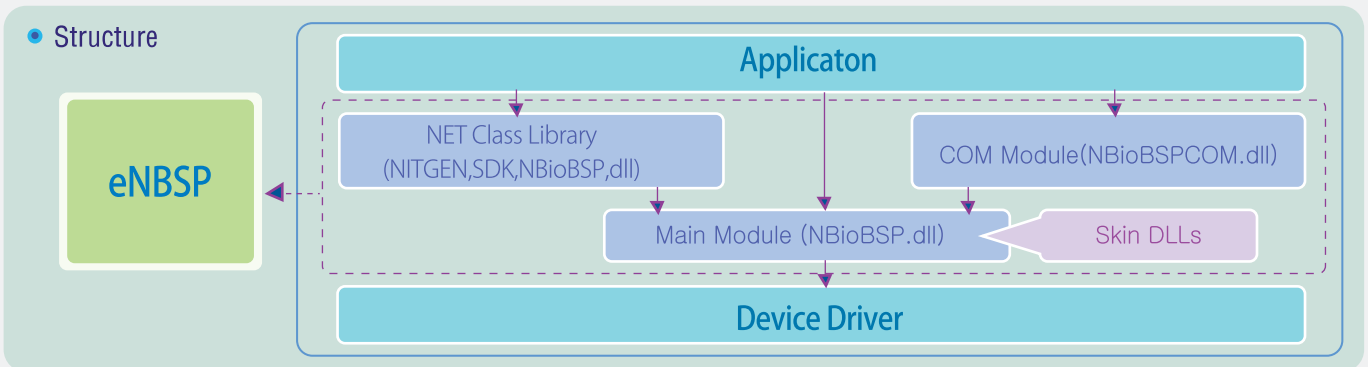 Structure
Applicaton
NET Class Library
(NITGEN,SDK,NBioBSP,dll)
COM Module(NBioBSPCOM.dll)
eNBSP
Main Module (NBioBSP.dll)
Skin DLLs
Device Driver